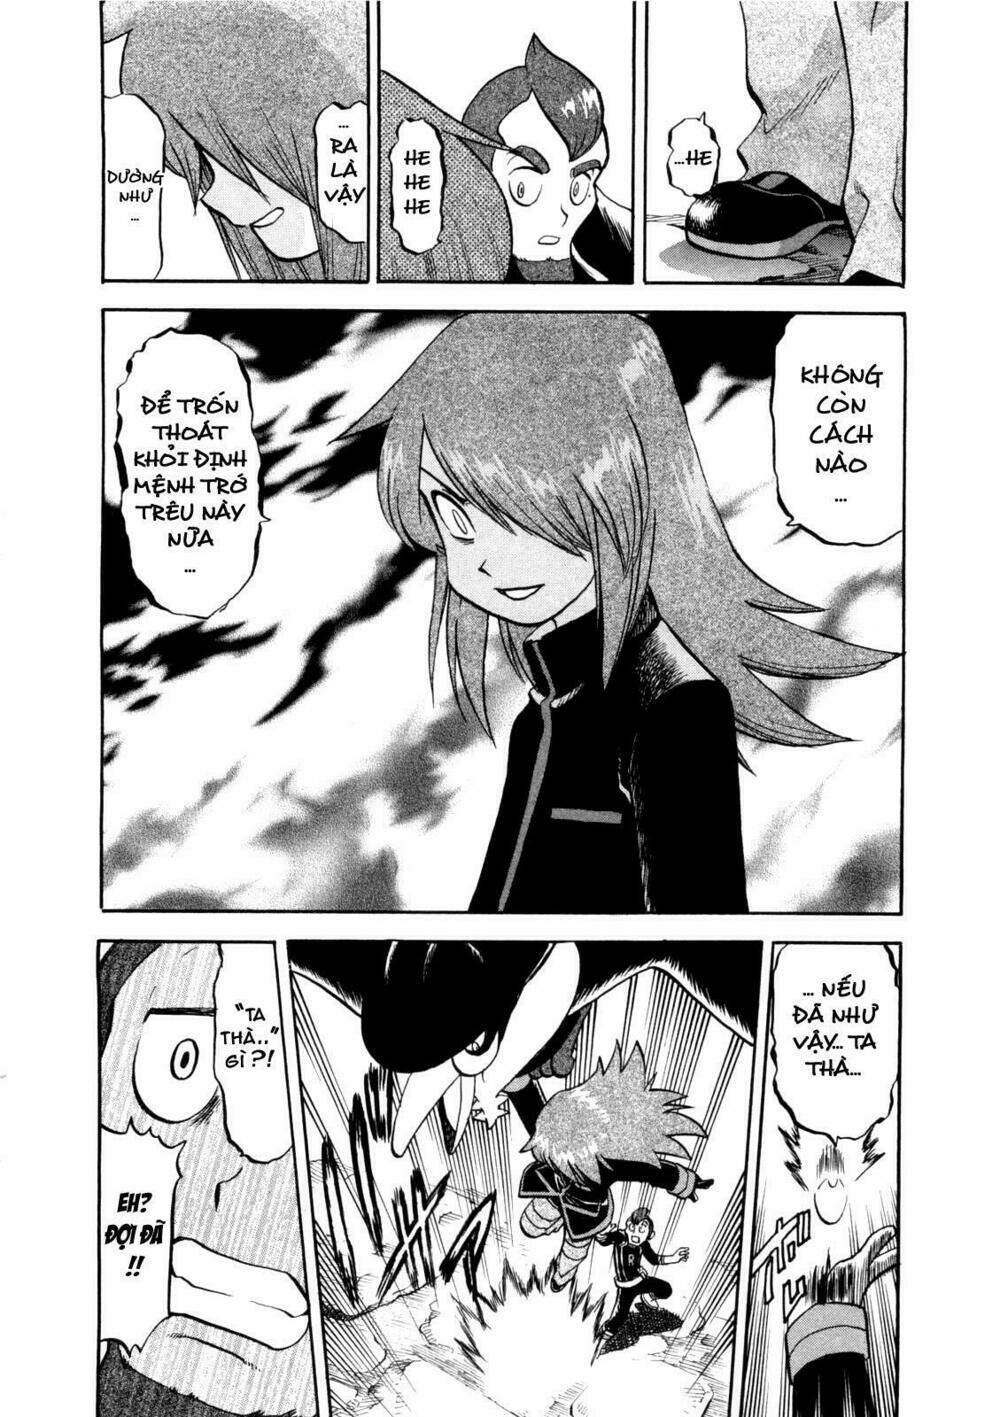 ...HE
HE
HE
HE
...
RA
LÀ
VẬY
DƯỜNG
NHƯ
...
KHÔNG
CÒN
CÁCH
NÀO
...
ĐỂ TRỐN
THOÁT
KHỎI ĐỊNH
MỆNH TRỚ
TRÊU NÀY
NỮA
...
... NẾU
ĐÃ NHƯ
VẬY... TA
THÀ...
R
"TA
THÀ.."
GÌ?!
EH?
ĐỢI ĐÃ
!!